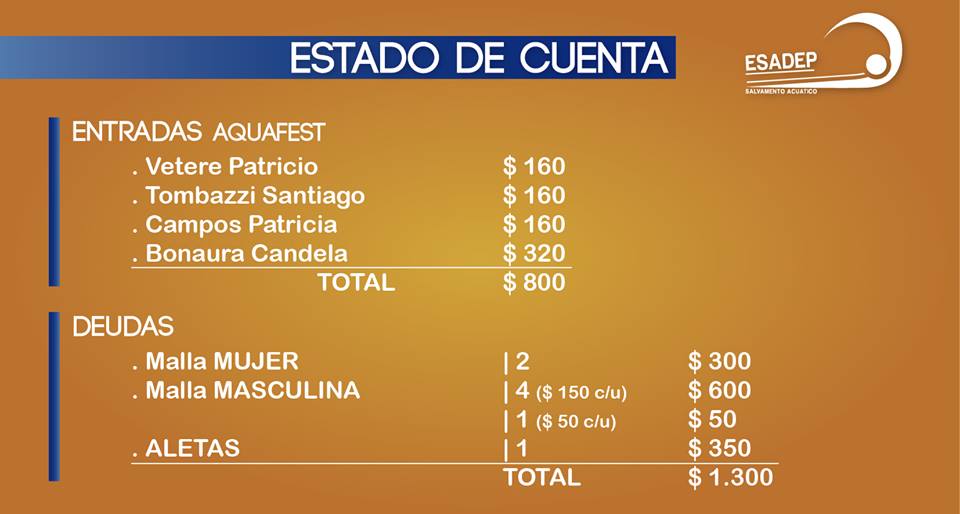 ESTADO DE CUENTA
ESADEP
SALVAMENTO ACUATICO
ENTRADAS AQUAFEST
. Vetere Patricio $ 160
. Tombazzi Santiago $ 160
. Campos Patricia $ 160
. Bonaura Candela $ 320
TOTAL $ 800
DEUDAS
. Malla MUJER | 2 $ 300
. Malla MASCULINA | 4 ($ 150 c/u) $ 600
| 1 ($ 50 c/u) $ 50
. ALETAS | 1 $ 350
TOTAL $ 1.300